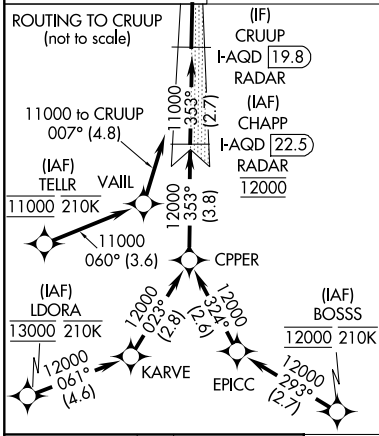 ROUTING TO CRUUP
(not to scale)
(IF)
CRUUP
I-AQD 19.8
RADAR
(IAF)
CHAPP
I-AQD 22.5
RADAR
12000
11000
353°
(2.7)
11000 to CRUUP
007° (4.8)
(IAF)
TELLR
11000 210K
VAIIL
11000
060° (3.6)
12000
353°
(3.8)
CPPER
(IAF)
LDORA
13000 210K
12000
061°
(4.6)
12000
023°
(2.8)
KARVE
12000
324°
(2.6)
EPICC
(IAF)
BOSSS
12000 210K
12000
293°
(2.7)